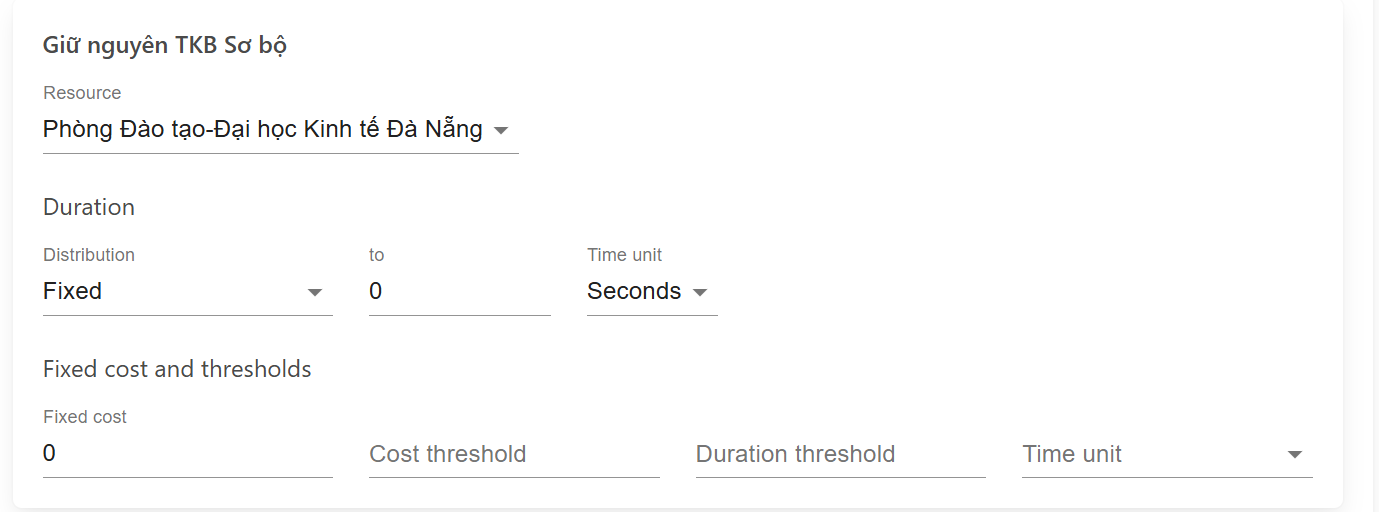 Giữ nguyên TKB Sơ bộ
Resource
Phòng Đào tạo-Đại học Kinh tế Đà Nẵng
Duration
Distribution to Time unit
Fixed 0 Seconds
Fixed cost and thresholds
Fixed cost
0 Cost threshold Duration threshold Time unit